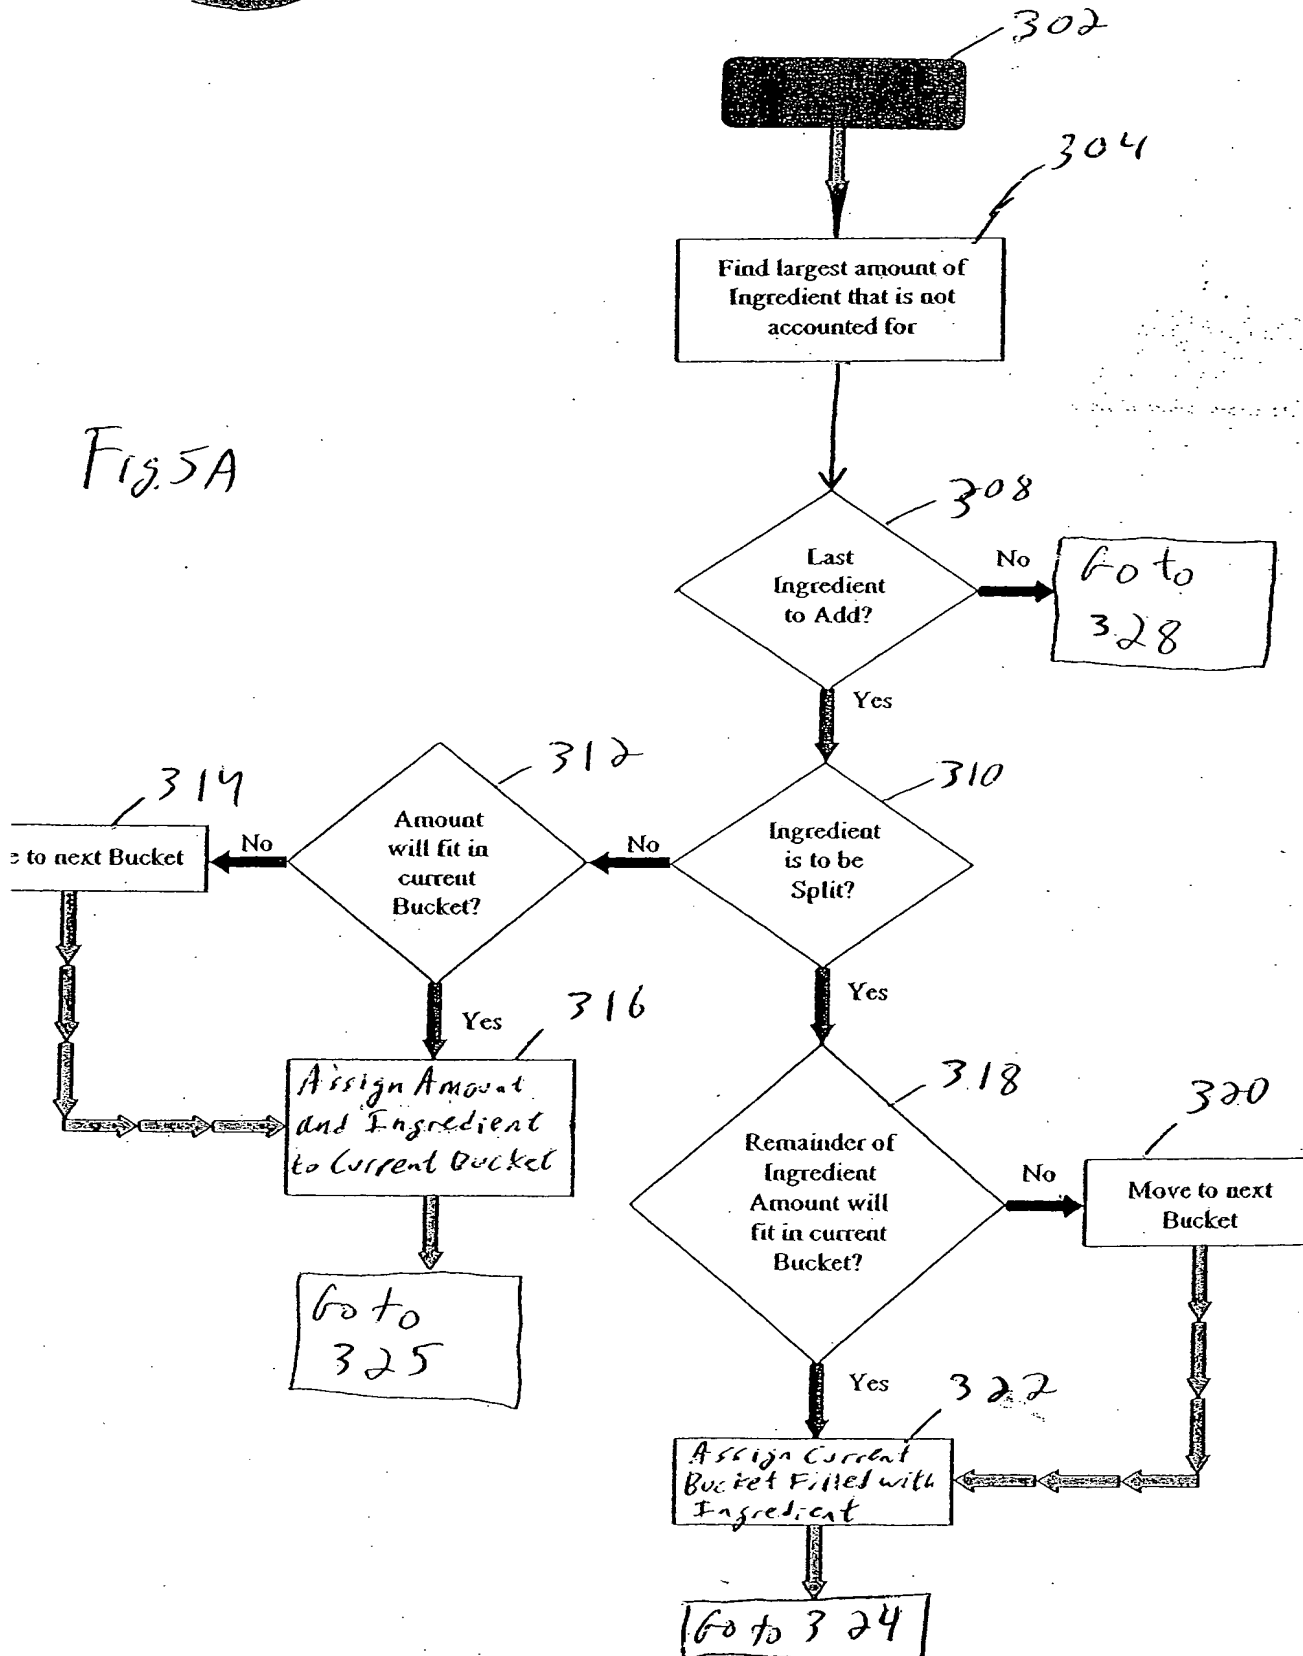 302
304
Find largest amount of
Ingredient that is not
accounted for
Fig. 5A
308
Last
Ingredient
to Add?
No
Go to
328
Yes
312
310
314
Amount
will fit in
current
Bucket?
No
to next Bucket
No
Ingredient
is to be
Split?
Yes
316
Yes
Assign Amount
and Ingredient
to Current Bucket
318
320
Remainder of
Ingredient
Amount will
fit in current
Bucket?
No
Move to next
Bucket
Go to
325
Yes
322
Assign Current
Bucket Filled with
Ingredient
Go to 324